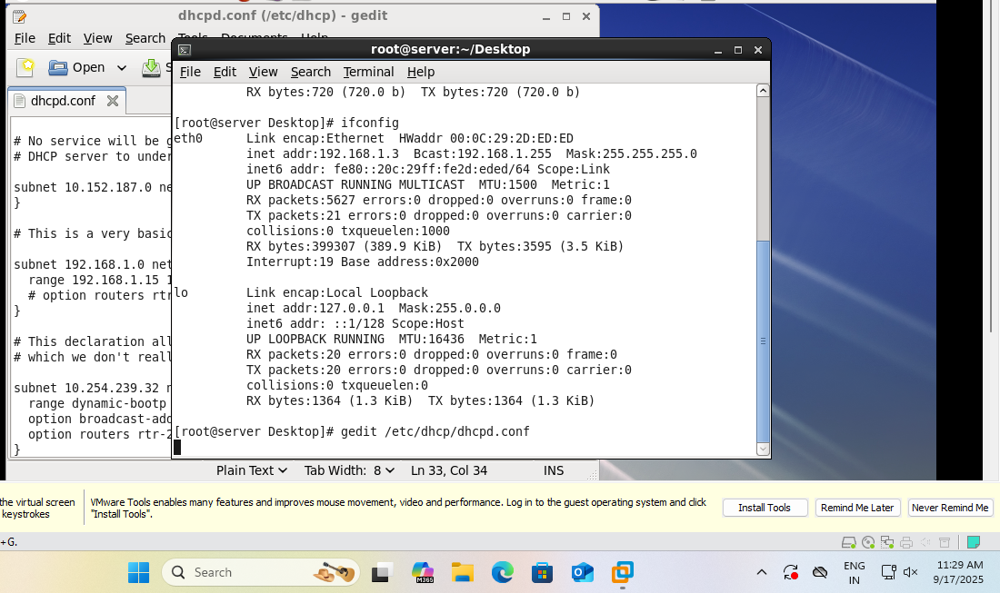 dhcpd.conf (/etc/dhcp) - gedit
File Edit View Search Tools Documents Help
Open
dhcpd.conf
# No service will be g
# DHCP server to under
subnet 10.152.187.0 ne
}
# This is a very basic
subnet 192.168.1.0 net
range 192.168.1.15 1
# option routers rtr
}
# This declaration all
# which we don't reall
subnet 10.254.239.32 n
range dynamic-bootp
option broadcast-add
option routers rtr-2
}
Plain Text Tab Width: 8 Ln 33, Col 34 INS
root@server:~/Desktop
File Edit View Search Terminal Help
RX bytes:720 (720.0 b)  TX bytes:720 (720.0 b)
[root@server Desktop]# ifconfig
eth0      Link encap:Ethernet  HWaddr 00:0C:29:2D:ED:ED
inet addr:192.168.1.3  Bcast:192.168.1.255  Mask:255.255.255.0
inet6 addr: fe80::20c:29ff:fe2d:eded/64 Scope:Link
UP BROADCAST RUNNING MULTICAST  MTU:1500  Metric:1
RX packets:5627 errors:0 dropped:0 overruns:0 frame:0
TX packets:21 errors:0 dropped:0 overruns:0 carrier:0
collisions:0 txqueuelen:1000
RX bytes:399307 (389.9 KiB)  TX bytes:3595 (3.5 KiB)
Interrupt:19 Base address:0x2000
lo        Link encap:Local Loopback
inet addr:127.0.0.1  Mask:255.0.0.0
inet6 addr: ::1/128 Scope:Host
UP LOOPBACK RUNNING  MTU:16436  Metric:1
RX packets:20 errors:0 dropped:0 overruns:0 frame:0
TX packets:20 errors:0 dropped:0 overruns:0 carrier:0
collisions:0 txqueuelen:0
RX bytes:1364 (1.3 KiB)  TX bytes:1364 (1.3 KiB)
[root@server Desktop]# gedit /etc/dhcp/dhcpd.conf
the virtual screen
keystrokes
VMware Tools enables many features and improves mouse movement, video and performance. Log in to the guest operating system and click
"Install Tools".
Install Tools
Remind Me Later
Never Remind Me
+G.
Search
M365
ENG
IN
11:29 AM
9/17/2025